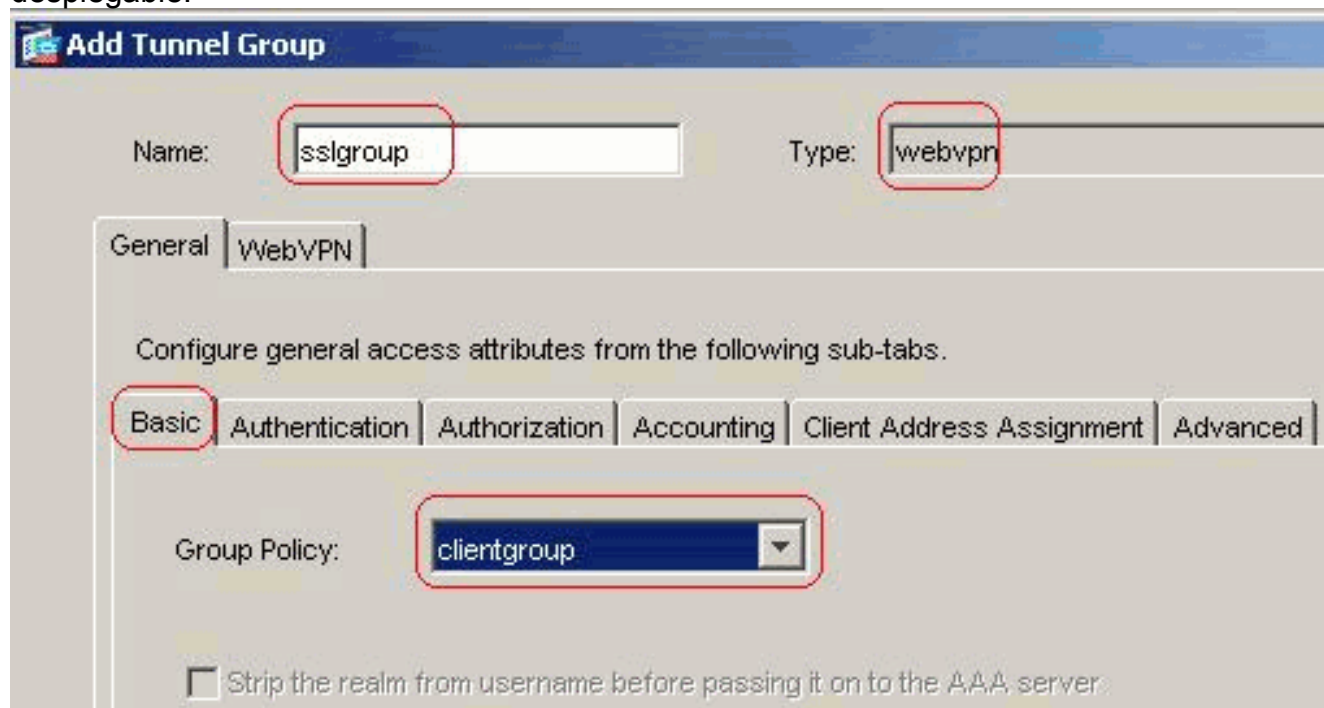 desplegable.
Add Tunnel Group
Name: sslgroup Type: webvpn
General WebVPN
Configure general access attributes from the following sub-tabs.
Basic Authentication Authorization Accounting Client Address Assignment Advanced
Group Policy: clientgroup
Strip the realm from username before passing it on to the AAA server